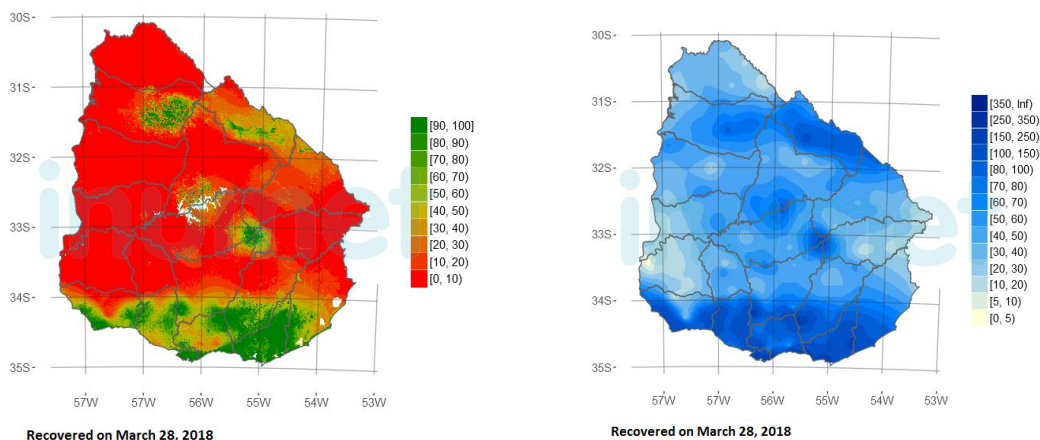 30S-
31S-
32S-
33S-
34S-
35S-
57W 56W 55W 54W 53W
[90, 100]
[80, 90)
[70, 80)
[60, 70)
[50, 60)
[40, 50)
[30, 40)
[20, 30)
[10, 20)
[0, 10)
inumet
Recovered on March 28, 2018
30S-
31S-
32S-
33S-
34S-
35S-
57W 56W 55W 54W 53W
[350, Inf)
[250, 350)
[150, 250)
[100, 150)
[80, 100)
[70, 80)
[60, 70)
[50, 60)
[40, 50)
[30, 40)
[20, 30)
[10, 20)
[5, 10)
[0, 5)
inumet
Recovered on March 28, 2018